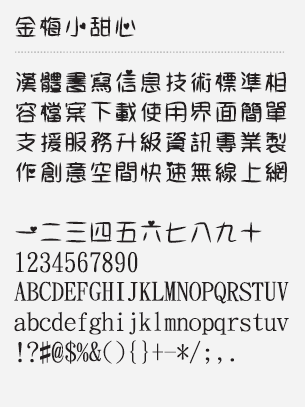 金梅小甜心
漢體書寫信息技術標準相
容檔案下載使用界面簡單
支援服務升級資訊專業製
作創意空間快速無線上網
一二三四五六七八九十
1234567890
ABCDEFGHIJKLMNOPQRSTUV
abcdefghijklmnopqrstuv
!?#@$%&(){}+-*/;,.